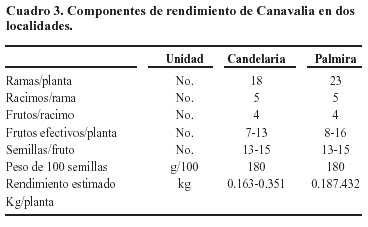 Cuadro 3. Componentes de rendimiento de Canavalia en dos
localidades.
Unidad Candelaria Palmira
Ramas/planta No. 18 23
Racimos/rama No. 5 5
Frutos/racimo No. 4 4
Frutos efectivos/planta No. 7-13 8-16
Semillas/fruto No. 13-15 13-15
Peso de 100 semillas g/100 180 180
Rendimiento estimado kg 0.163-0.351 0.187.432
Kg/planta